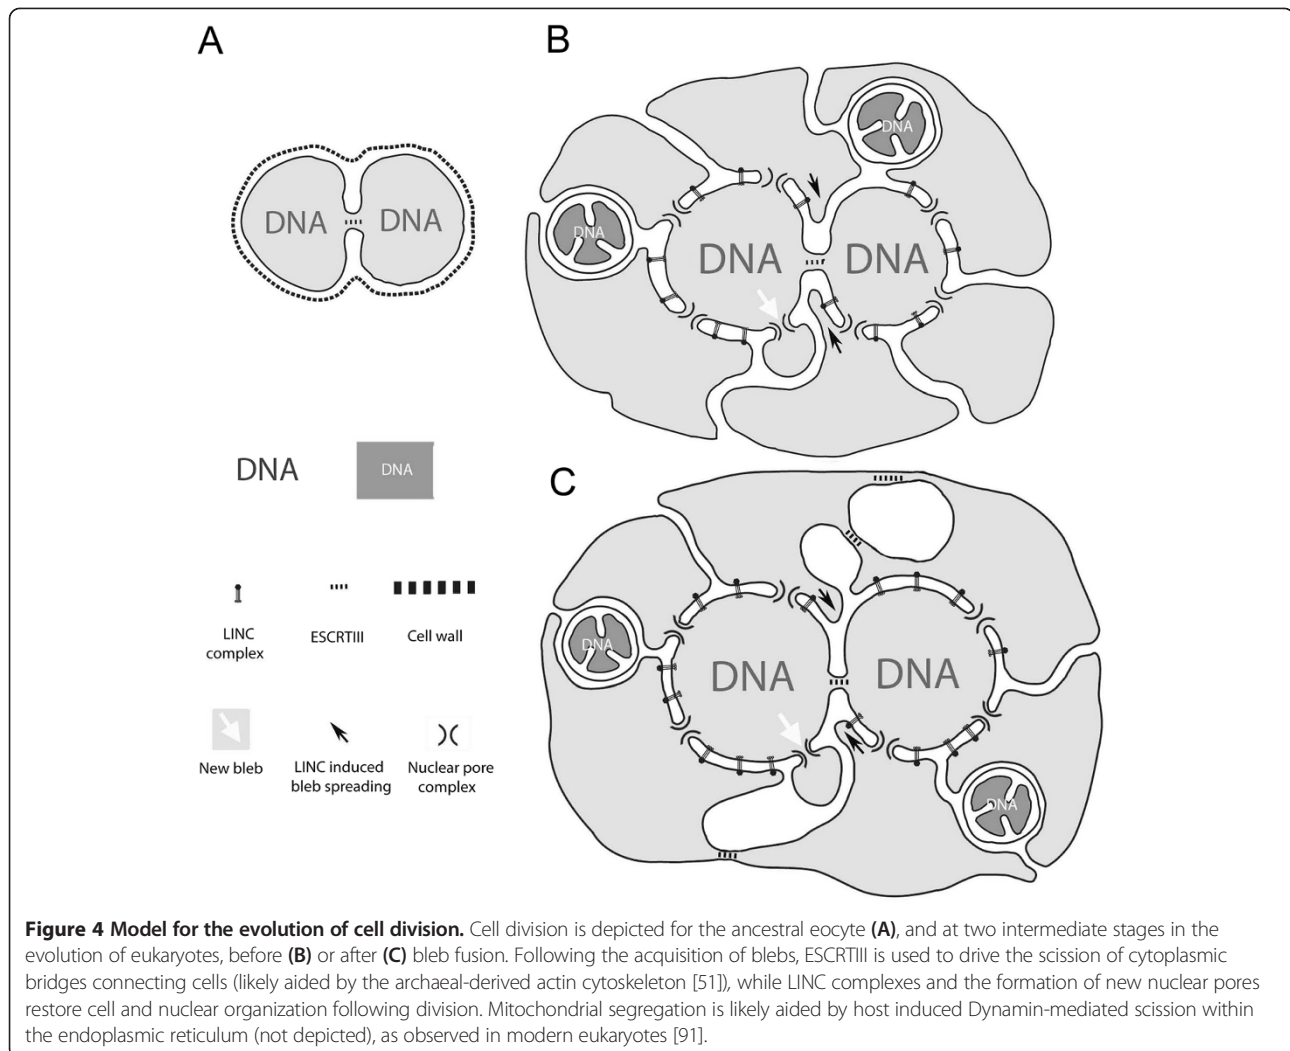 A
DNA DNA
B
DNA
DNA
DNA DNA
DNA DNA
C
DNA
DNA DNA
DNA
LINC complex
ESCRTIII
Cell wall
New bleb
LINC induced bleb spreading
Nuclear pore complex
Figure 4 Model for the evolution of cell division. Cell division is depicted for the ancestral eocyte (A), and at two intermediate stages in the
evolution of eukaryotes, before (B) or after (C) bleb fusion. Following the acquisition of blebs, ESCRTIII is used to drive the scission of cytoplasmic
bridges connecting cells (likely aided by the archaeal-derived actin cytoskeleton [51]), while LINC complexes and the formation of new nuclear pores
restore cell and nuclear organization following division. Mitochondrial segregation is likely aided by host induced Dynamin-mediated scission within
the endoplasmic reticulum (not depicted), as observed in modern eukaryotes [91].